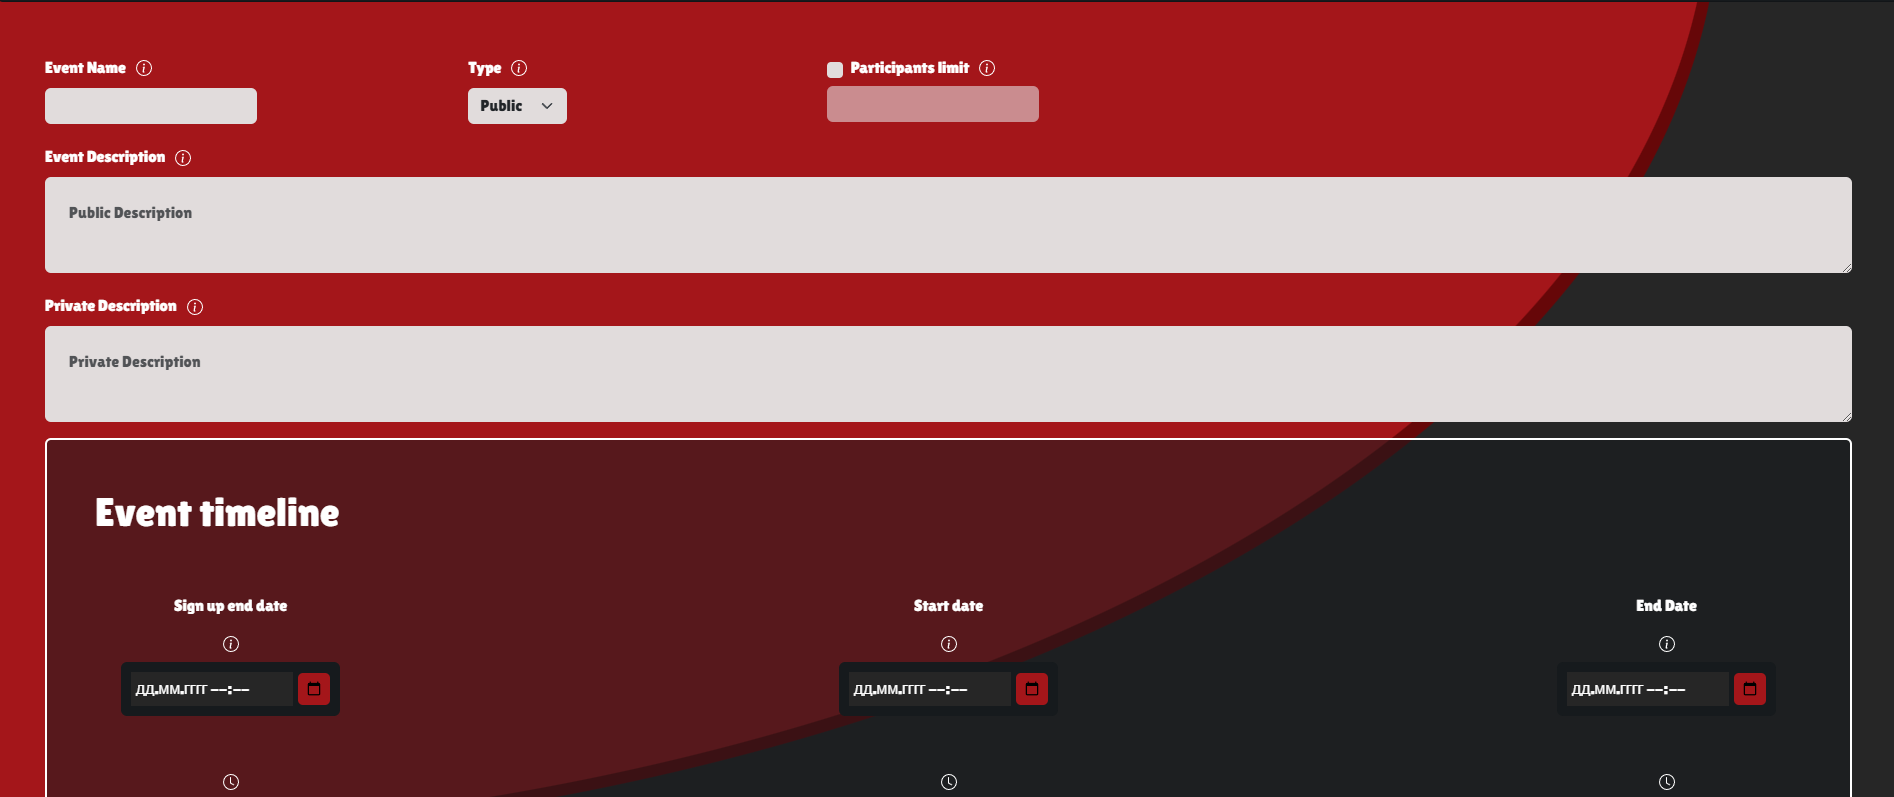 Event Name
Type
Participants limit
Public
Event Description
Public Description
Private Description
Private Description
Event timeline
Sign up end date
Start date
End Date
ДД.ММ.ГГГГ --:--
ДД.ММ.ГГГГ --:--
ДД.ММ.ГГГГ --:--